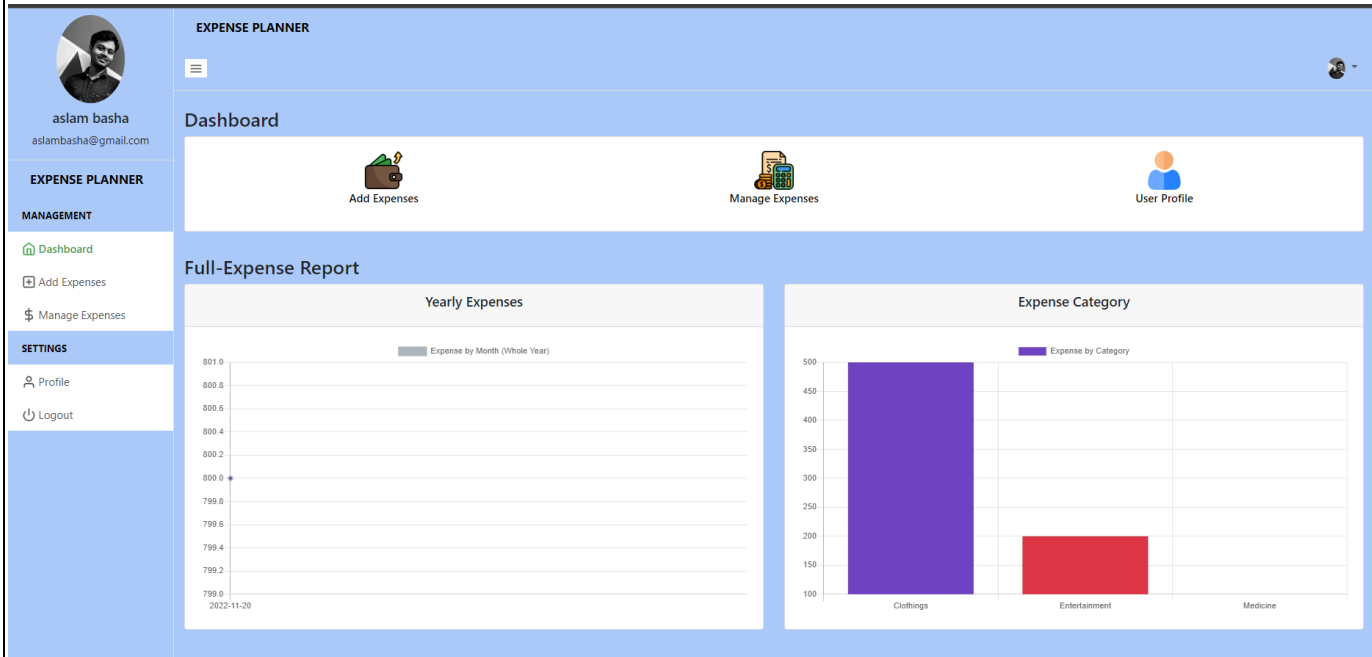 aslam basha
aslambasha@gmail.com
EXPENSE PLANNER
MANAGEMENT
Dashboard
Add Expenses
Manage Expenses
SETTINGS
Profile
Logout
EXPENSE PLANNER
Dashboard
Add Expenses
Manage Expenses
User Profile
Full-Expense Report
Yearly Expenses
Expense by Month (Whole Year)
801.0
800.8
800.6
800.4
800.2
800.0
799.8
799.6
799.4
799.2
799.0
2022-11-20
Expense Category
Expense by Category
500
450
400
350
300
250
200
150
100
Clothings Entertainment Medicine